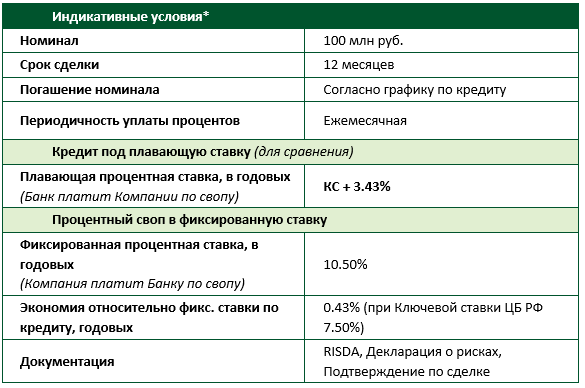 Индикативные условия*
Номинал
100 млн руб.
Срок сделки
12 месяцев
Погашение номинала
Согласно графику по кредиту
Периодичность уплаты процентов
Ежемесячная
Кредит под плавающую ставку (для сравнения)
Плавающая процентная ставка, в годовых
(Банк платит Компании по свопу)
КС + 3.43%
Процентный своп в фиксированную ставку
Фиксированная процентная ставка, в
годовых
(Компания платит Банку по свопу)
10.50%
Экономия относительно фикс. ставки по
кредиту, годовых
0.43% (при Ключевой ставки ЦБ РФ
7.50%)
Документация
RISDA, Декларация о рисках,
Подтверждение по сделке